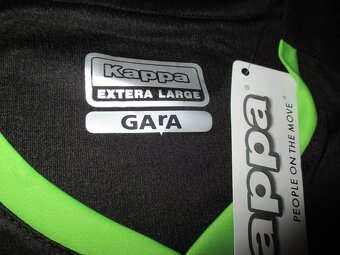 Kappa
EXTERA LARGE
GArA
Kappa
PEOPLE ON THE MOVE